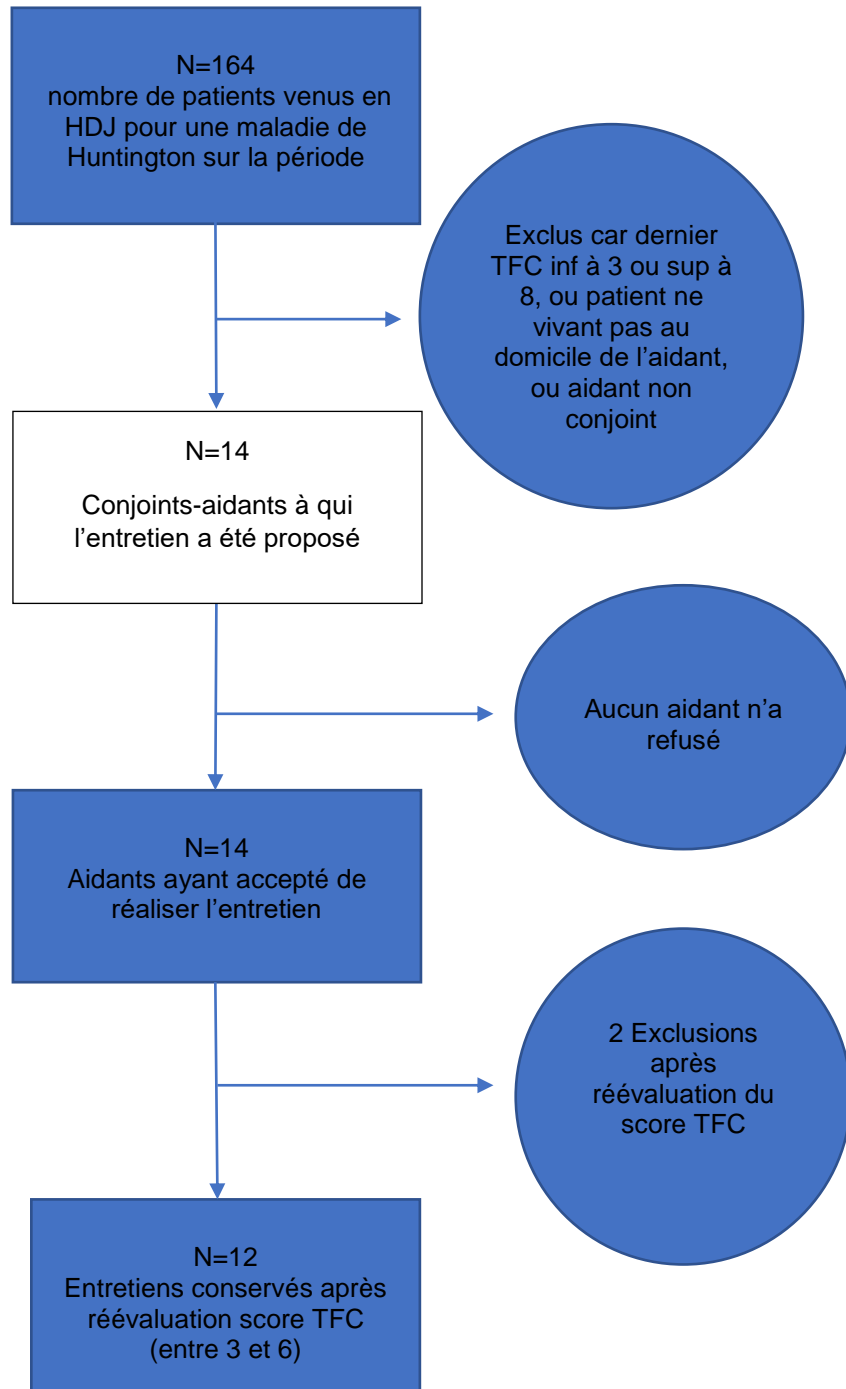 N=164
nombre de patients venus en
HDJ pour une maladie de
Huntington sur la période
Exclus car dernier
TFC inf à 3 ou sup à
8, ou patient ne
vivant pas au
domicile de l’aidant,
ou aidant non
conjoint
N=14
Conjoints-aidants à qui
l’entretien a été proposé
Aucun aidant n’a
refusé
N=14
Aidants ayant accepté de
réaliser l’entretien
2 Exclusions
après
réévaluation du
score TFC
N=12
Entretiens conservés après
réévaluation score TFC
(entre 3 et 6)